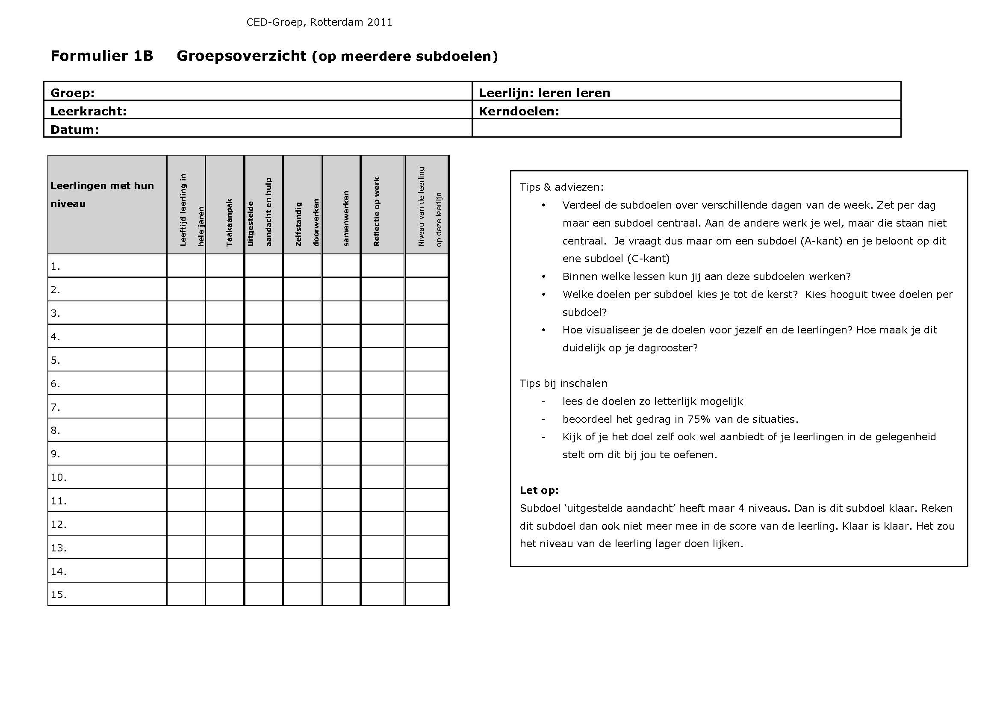 CED-Groep, Rotterdam 2011
Formulier 1B Groepsoverzicht (op meerdere subdoelen)
Groep:
Leerlijn: leren leren
Leerkracht:
Kerndoelen:
Datum:
Leerlingen met hun
niveau
Leeftijd leerling in
hele jaren
Taakaanpak
Uitgestelde
aandacht en hulp
Zelfstandig
doorwerken
samenwerken
Reflectie op werk
Niveau van de leerling
op deze leerlijn
1.
2.
3.
4.
5.
6.
7.
8.
9.
10.
11.
12.
13.
14.
15.
Tips & adviezen:
• Verdeel de subdoelen over verschillende dagen van de week. Zet per dag
maar een subdoel centraal. Aan de andere werk je wel, maar die staan niet
centraal. Je vraagt dus maar om een subdoel (A-kant) en je beloont op dit
ene subdoel (C-kant)
• Binnen welke lessen kun jij aan deze subdoelen werken?
• Welke doelen per subdoel kies je tot de kerst? Kies hooguit twee doelen per
subdoel?
• Hoe visualiseer je de doelen voor jezelf en de leerlingen? Hoe maak je dit
duidelijk op je dagrooster?
Tips bij inschalen
- lees de doelen zo letterlijk mogelijk
- beoordeel het gedrag in 75% van de situaties.
- Kijk of je het doel zelf ook wel aanbiedt of je leerlingen in de gelegenheid
stelt om dit bij jou te oefenen.
Let op:
Subdoel ‘uitgestelde aandacht’ heeft maar 4 niveaus. Dan is dit subdoel klaar. Reken
dit subdoel dan ook niet meer mee in de score van de leerling. Klaar is klaar. Het zou
het niveau van de leerling lager doen lijken.